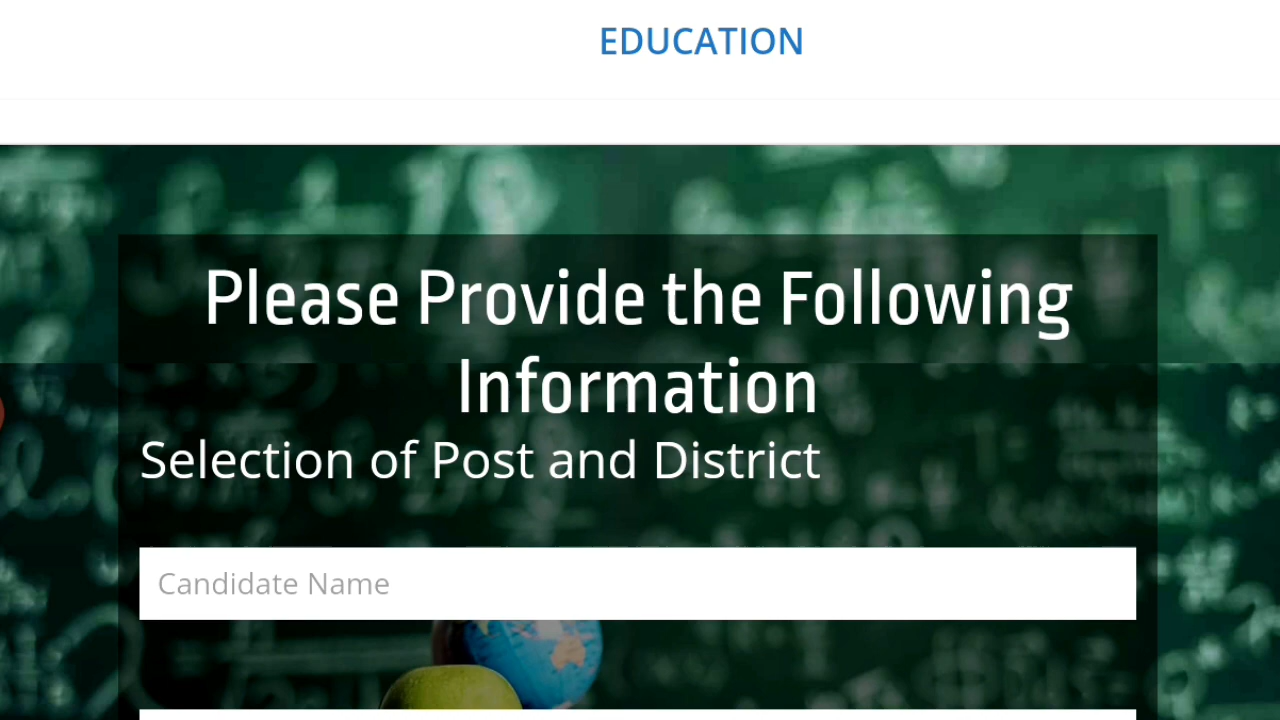 EDUCATION
Please Provide the Following
Information
Selection of Post and District
Candidate Name